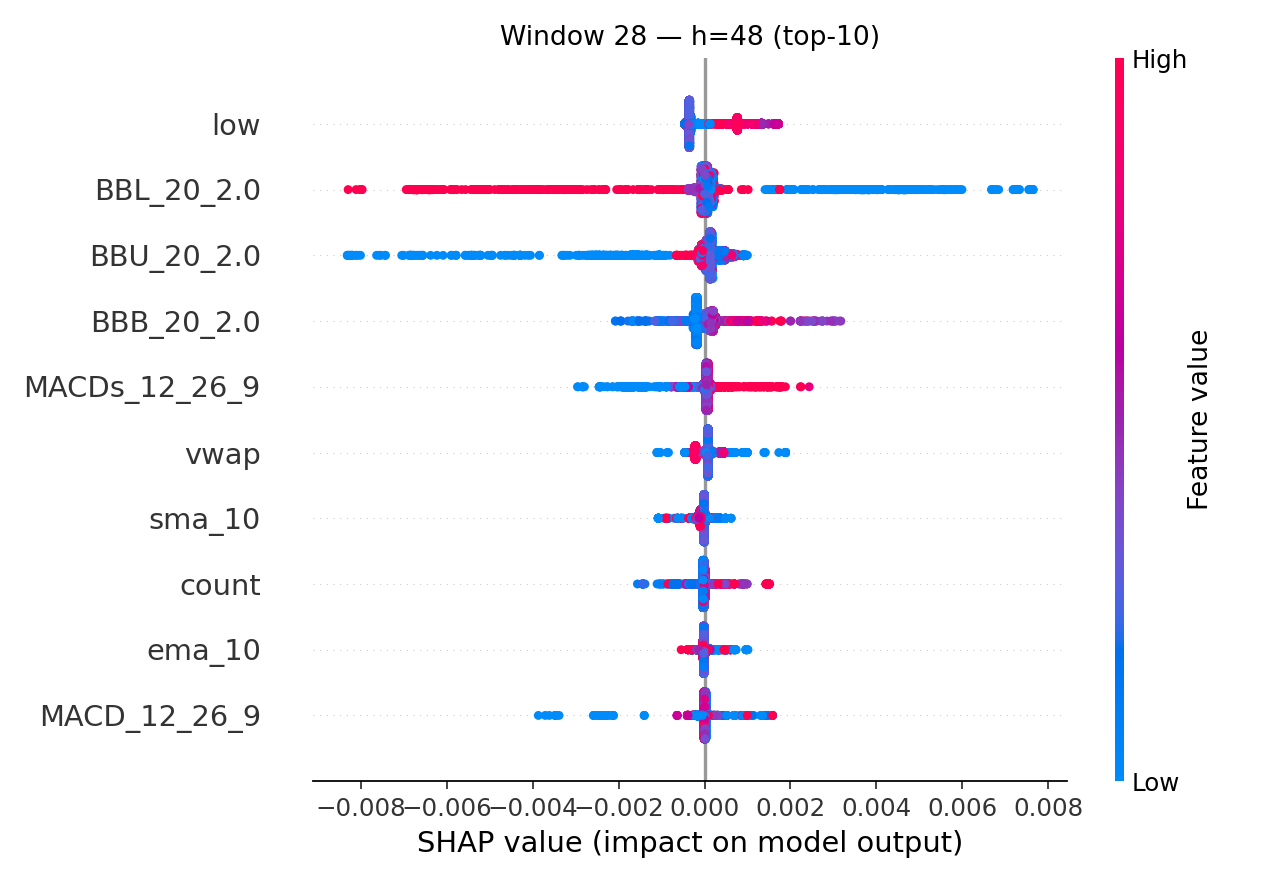 Window 28 — h=48 (top-10)
High
low
BBL_20_2.0
BBU_20_2.0
BBB_20_2.0
MACDs_12_26_9
vwap
sma_10
count
ema_10
MACD_12_26_9
Feature value
Low
−0.008 −0.006 −0.004 −0.002 0.000 0.002 0.004 0.006 0.008
SHAP value (impact on model output)